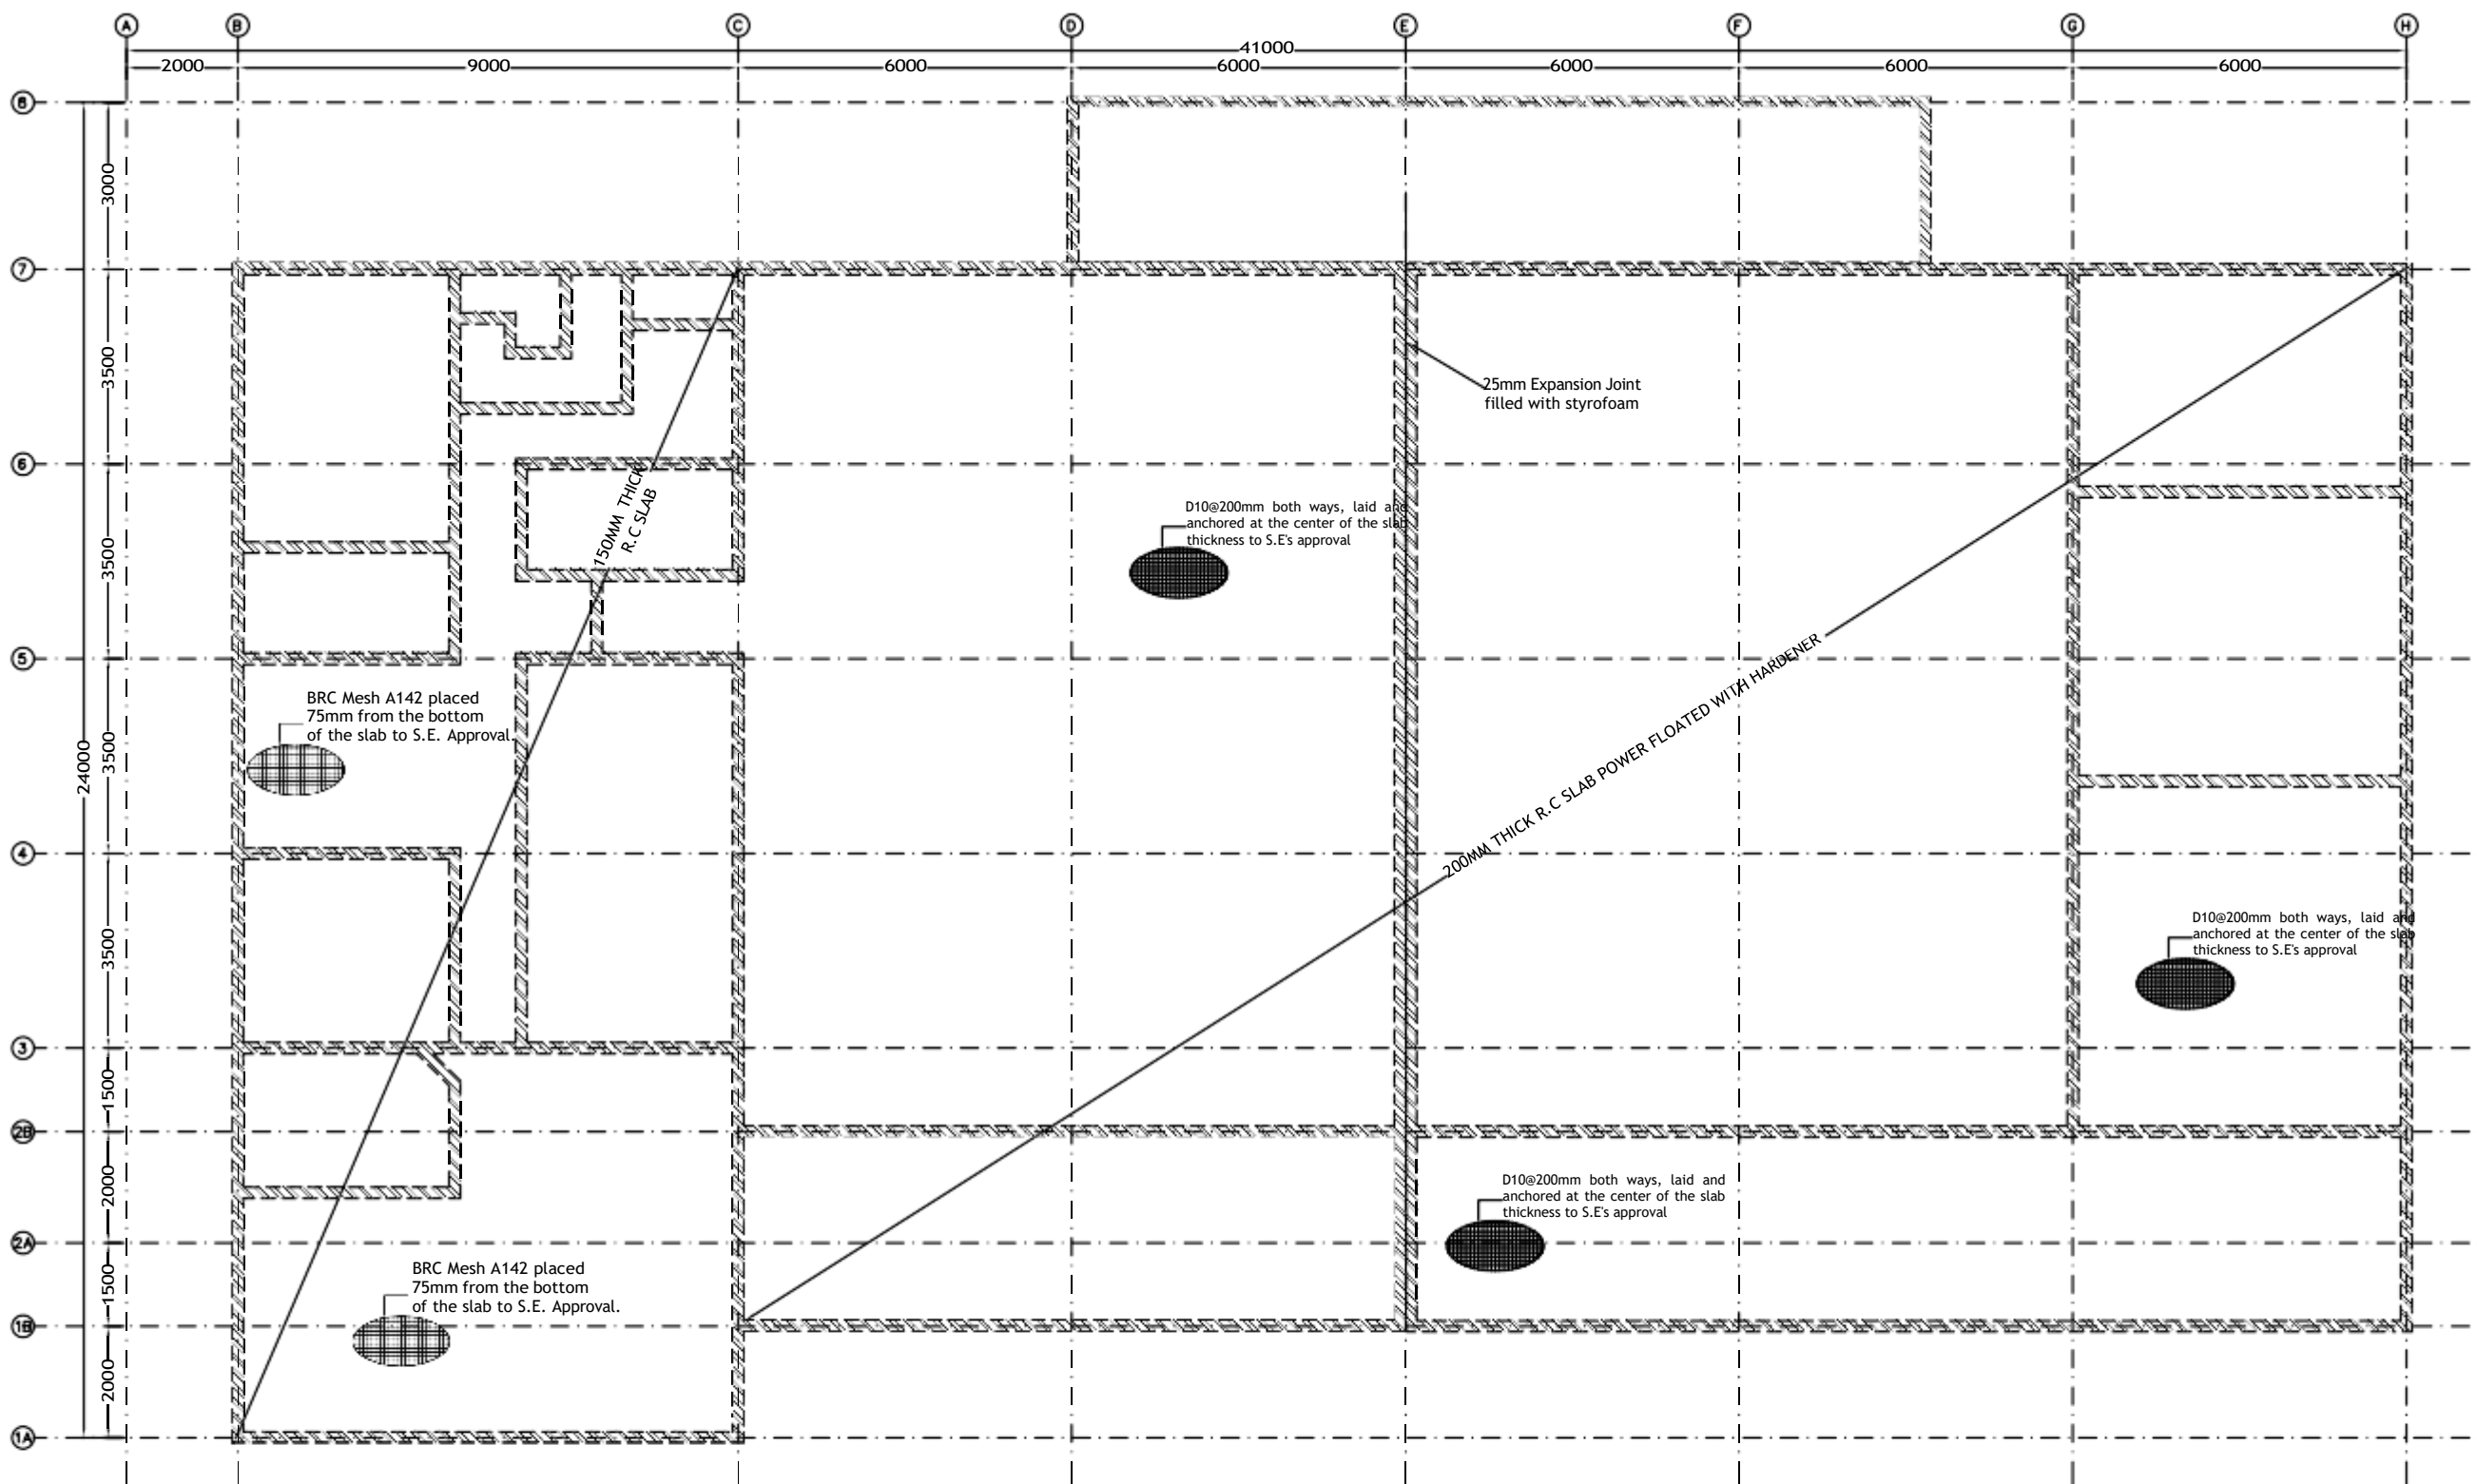 A B C D E F G H
41000
2000 9000 6000 6000 6000 6000 6000
8
3000
7
3500
25mm Expansion Joint
filled with styrofoam
6
150MM THICK
R.C SLAB
D10@200mm both ways, laid and
anchored at the center of the slab
thickness to S.E's approval
3500
5
200MM THICK R.C SLAB POWER FLOATED WITH HARDENER
BRC Mesh A142 placed
75mm from the bottom
of the slab to S.E. Approval.
3500
24000
4
3500
D10@200mm both ways, laid and
anchored at the center of the slab
thickness to S.E's approval
3
1500
2B
2000
D10@200mm both ways, laid and
anchored at the center of the slab
thickness to S.E's approval
2A
1500
BRC Mesh A142 placed
75mm from the bottom
of the slab to S.E. Approval.
1B
2000
1A